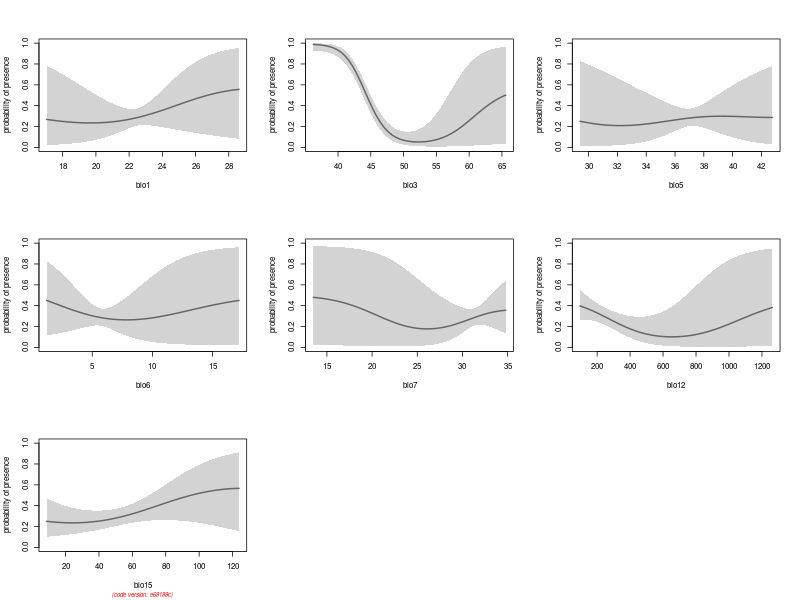 probability of presence
0.0 0.2 0.4 0.6 0.8 1.0
18 20 22 24 26 28
bio1
probability of presence
0.0 0.2 0.4 0.6 0.8 1.0
40 45 50 55 60 65
bio3
probability of presence
0.0 0.2 0.4 0.6 0.8 1.0
30 32 34 36 38 40 42
bio5
probability of presence
0.0 0.2 0.4 0.6 0.8 1.0
5 10 15
bio6
probability of presence
0.0 0.2 0.4 0.6 0.8 1.0
15 20 25 30 35
bio7
probability of presence
0.0 0.2 0.4 0.6 0.8 1.0
200 400 600 800 1000 1200
bio12
probability of presence
0.0 0.2 0.4 0.6 0.8 1.0
20 40 60 80 100 120
bio15
(code version: